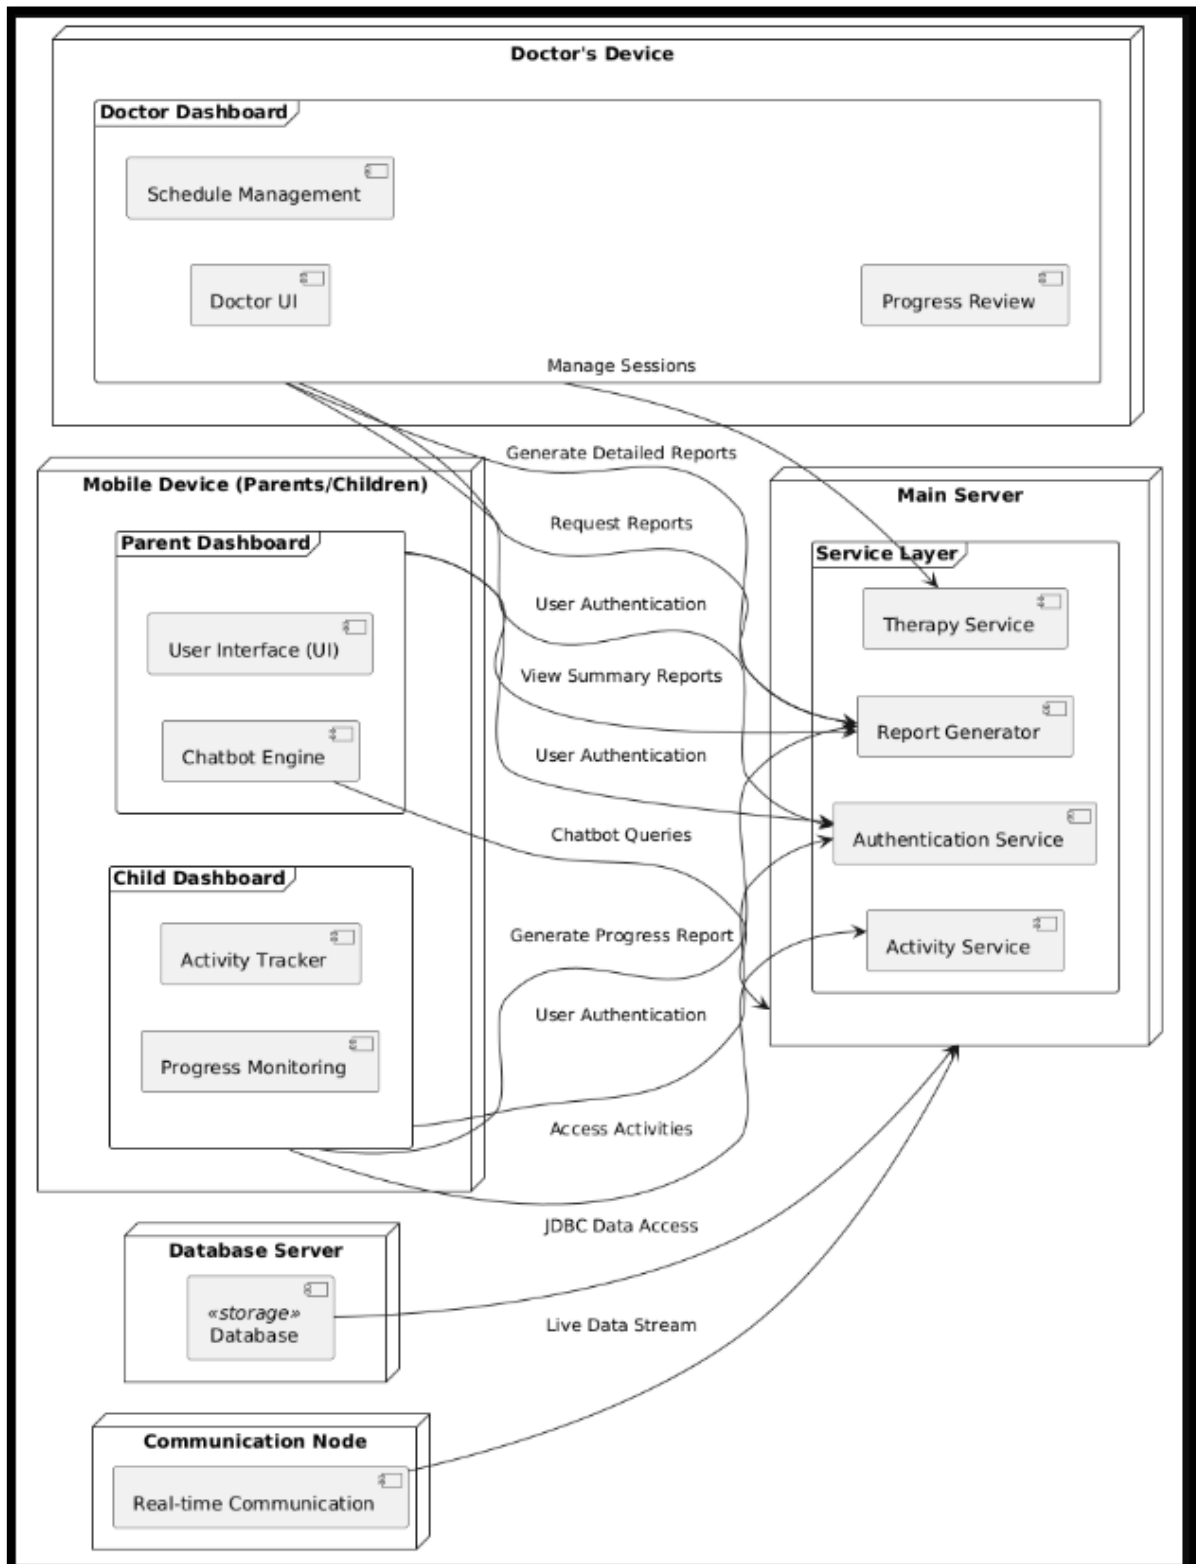 Doctor's Device
Doctor Dashboard
Schedule Management
Doctor UI
Progress Review
Manage Sessions
Generate Detailed Reports
Mobile Device (Parents/Children)
Main Server
Request Reports
Parent Dashboard
Service Layer
User Authentication
Therapy Service
User Interface (UI)
View Summary Reports
Report Generator
Chatbot Engine
User Authentication
Chatbot Queries
Authentication Service
Child Dashboard
Generate Progress Report
Activity Service
Activity Tracker
User Authentication
Progress Monitoring
Access Activities
JDBC Data Access
Database Server
«storage»
Database
Live Data Stream
Communication Node
Real-time Communication